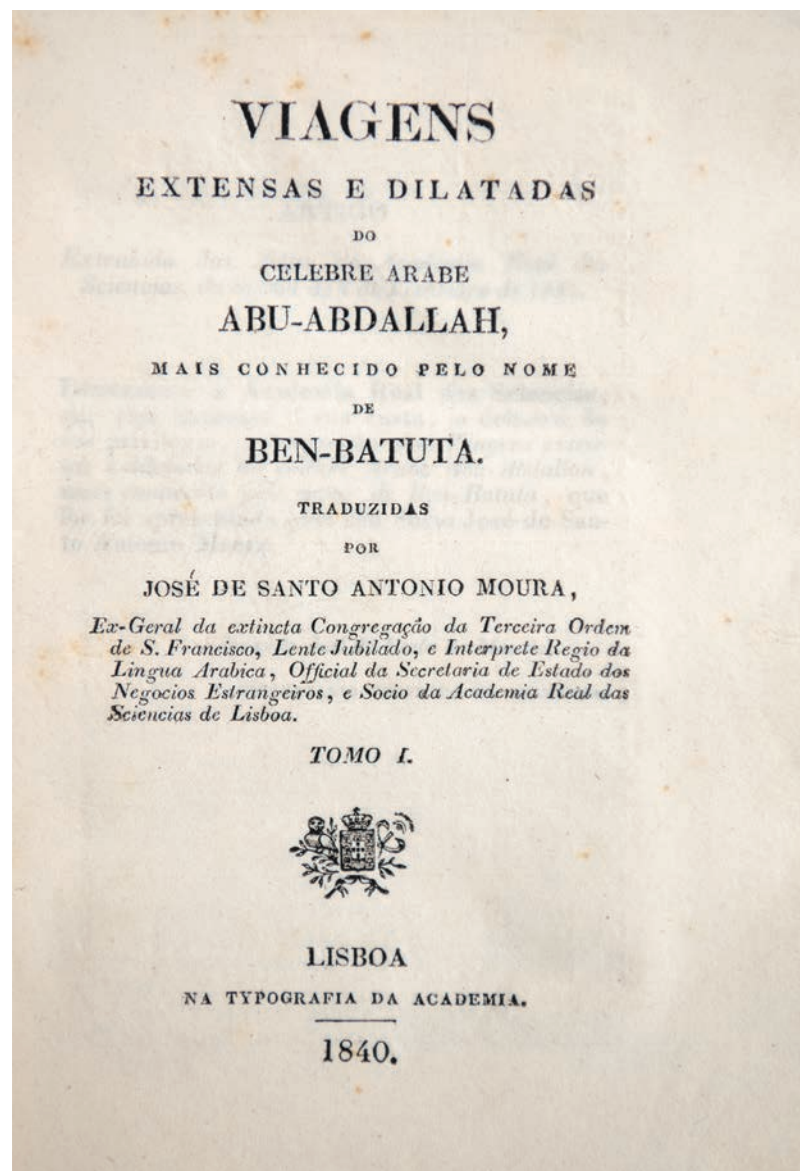 VIAGENS
EXTENSAS E DILATADAS
DO
CELEBRE ARABE
ABU-ABDALLAH,
MAIS CONHECIDO PELO NOME
DE
BEN-BATUTA.
TRADUZIDAS
POR
JOSÉ DE SANTO ANTONIO MOURA,
Ex-Geral da extincta Congregação da Terceira Ordem
de S. Francisco, Lente Jubilado, e Interprete Regio da
Lingua Arabica, Official da Secretaria de Estado dos
Negocios Estrangeiros, e Socio da Academia Real das
Sciencias de Lisboa.
TOMO I.
LISBOA
NA TYPOGRAFIA DA ACADEMIA.
1840.